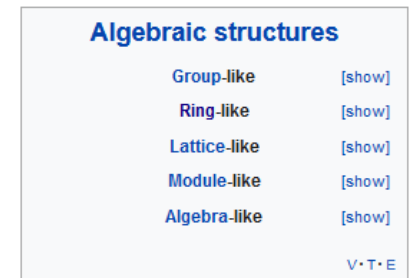 Algebraic structures
Group-like [show]
Ring-like [show]
Lattice-like [show]
Module-like [show]
Algebra-like [show]
V·T·E